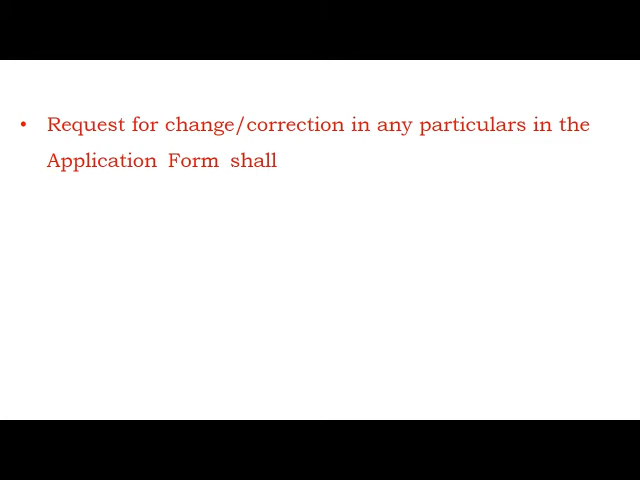 • Request for change/correction in any particulars in the
Application Form shall